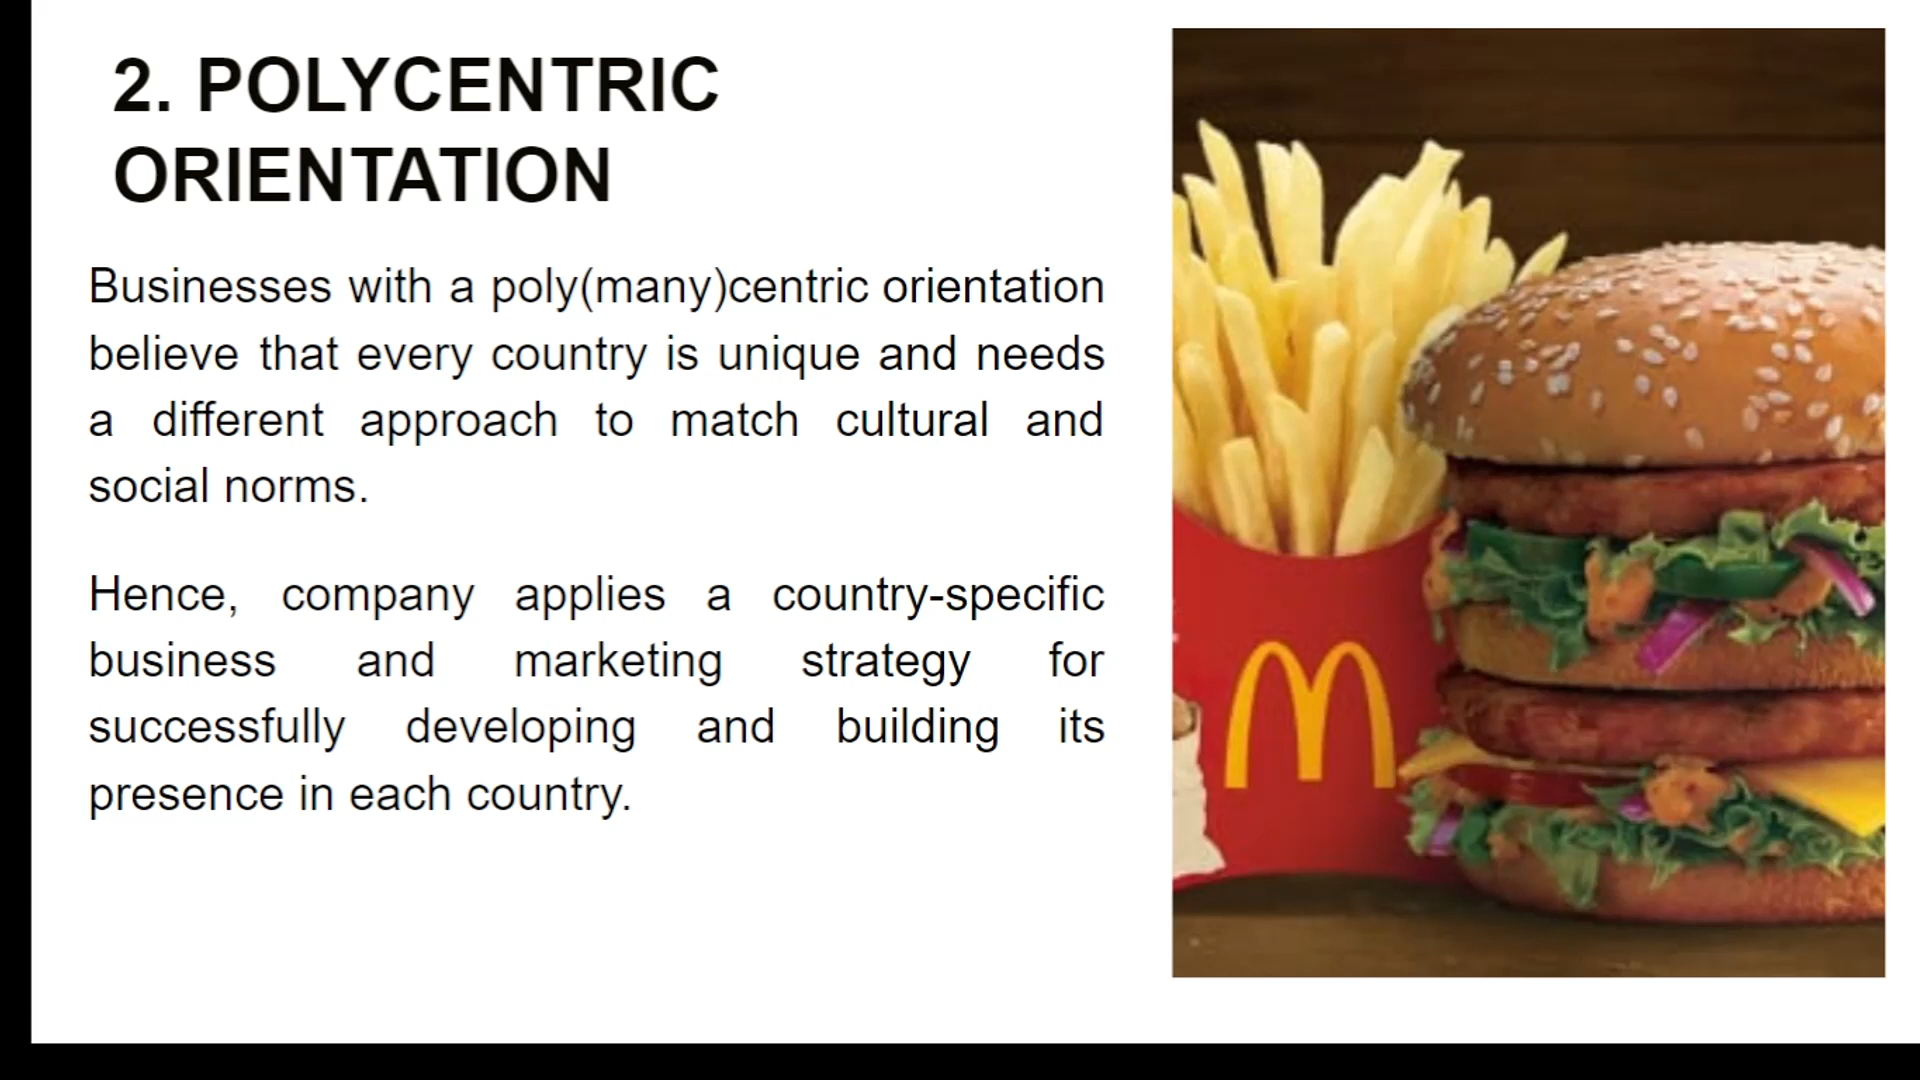 2. POLYCENTRIC
ORIENTATION
Businesses with a poly(many)centric orientation
believe that every country is unique and needs
a different approach to match cultural and
social norms.
Hence, company applies a country-specific
business and marketing strategy for
successfully developing and building its
presence in each country.